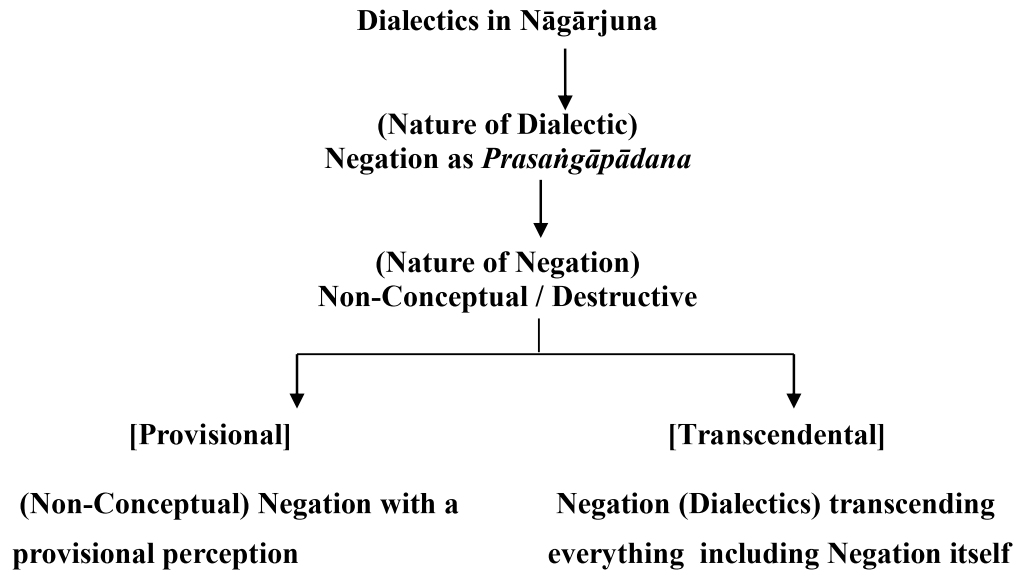 Dialectics in Nāgārjuna
(Nature of Dialectic)
Negation as Prasaṅgāpādana
(Nature of Negation)
Non-Conceptual / Destructive
[Provisional]
[Transcendental]
(Non-Conceptual) Negation with a
provisional perception
Negation (Dialectics) transcending
everything including Negation itself